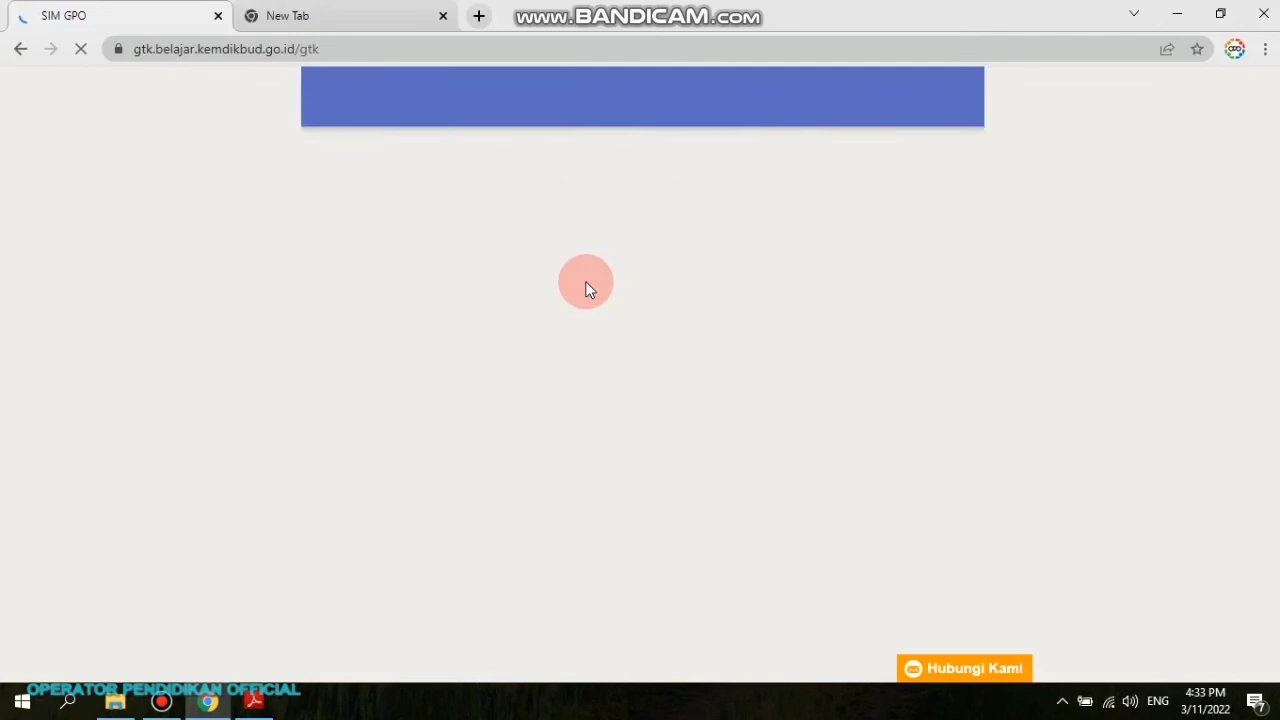 SIM GPO
New Tab
www.BANDICAM.com
gtk.belajar.kemdikbud.go.id/gtk
Hubungi Kami
OPERATOR PENDIDIKAN OFFICIAL
ENG
4:33 PM
3/11/2022
7